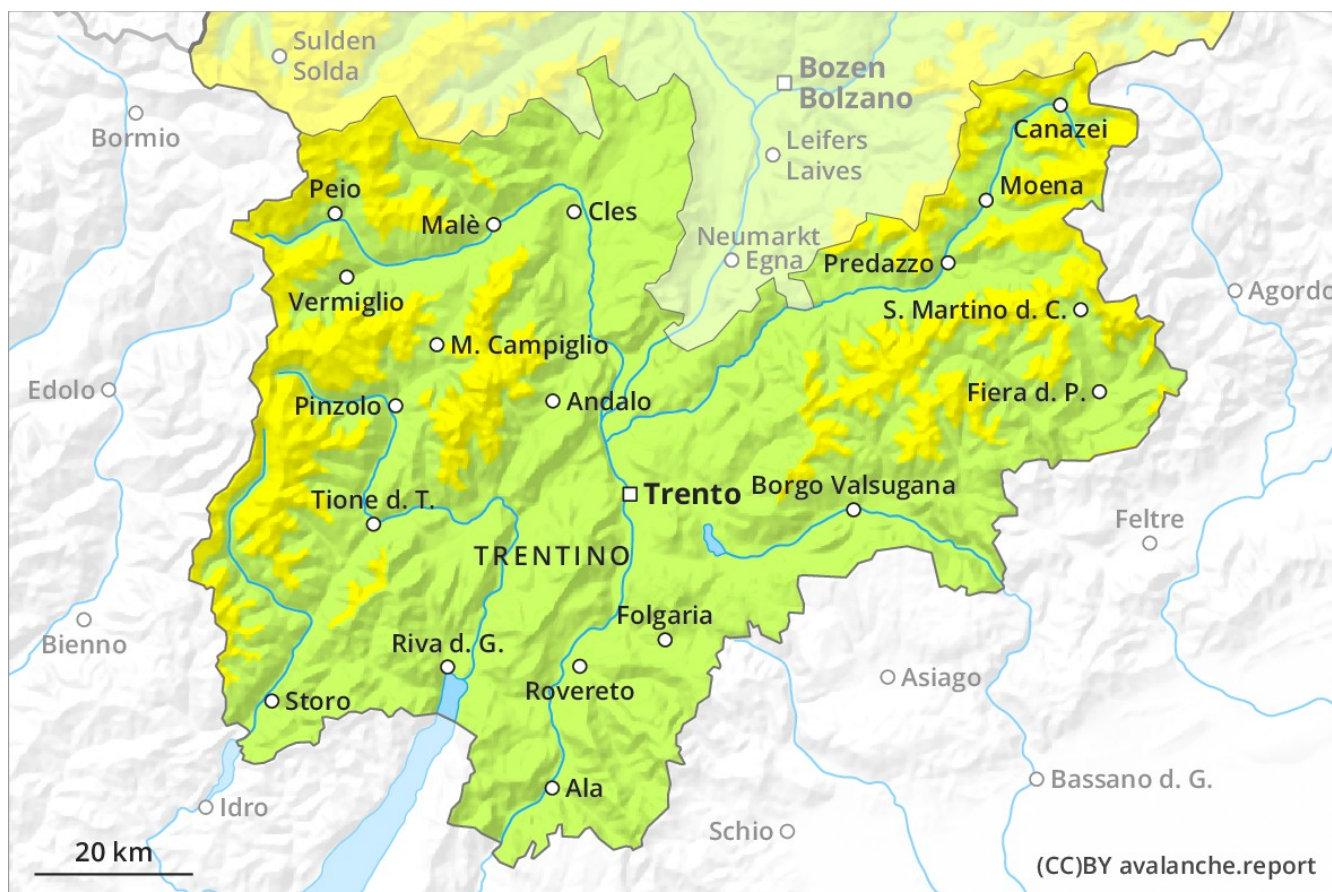 Sulden
Solda
Bozen
Bolzano
Bormio
Canazei
Leifers
Laives
Peio
Moena
Malè
Cles
Neumarkt
Egna
Predazzo
Vermiglio
Agordo
S. Martino d. C.
M. Campiglio
Edolo
Pinzolo
Andalo
Fiera d. P.
Trento
Borgo Valsugana
Tione d. T.
Feltre
TRENTINO
Folgaria
Bienno
Riva d. G.
Asiago
Rovereto
Storo
Bassano d. G.
Ala
Idro
Schio
20 km
(CC)BY avalanche.report